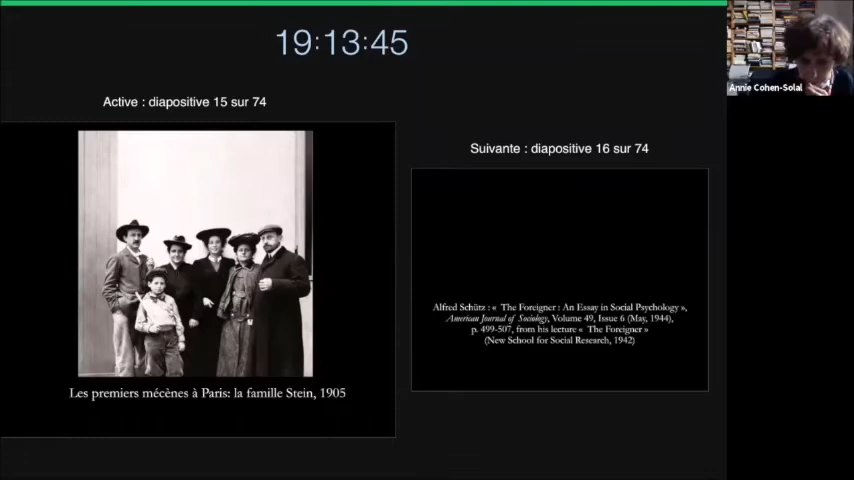 19:13:45
Annie Cohen-Solal
Active : diapositive 15 sur 74
Suivante : diapositive 16 sur 74
Les premiers mécènes à Paris: la famille Stein, 1905
Alfred Schütz : « The Foreigner : An Essay in Social Psychology »,
American Journal of Sociology, Volume 49, Issue 6 (May, 1944),
p. 499-507, from his lecture « The Foreigner »
(New School for Social Research, 1942)